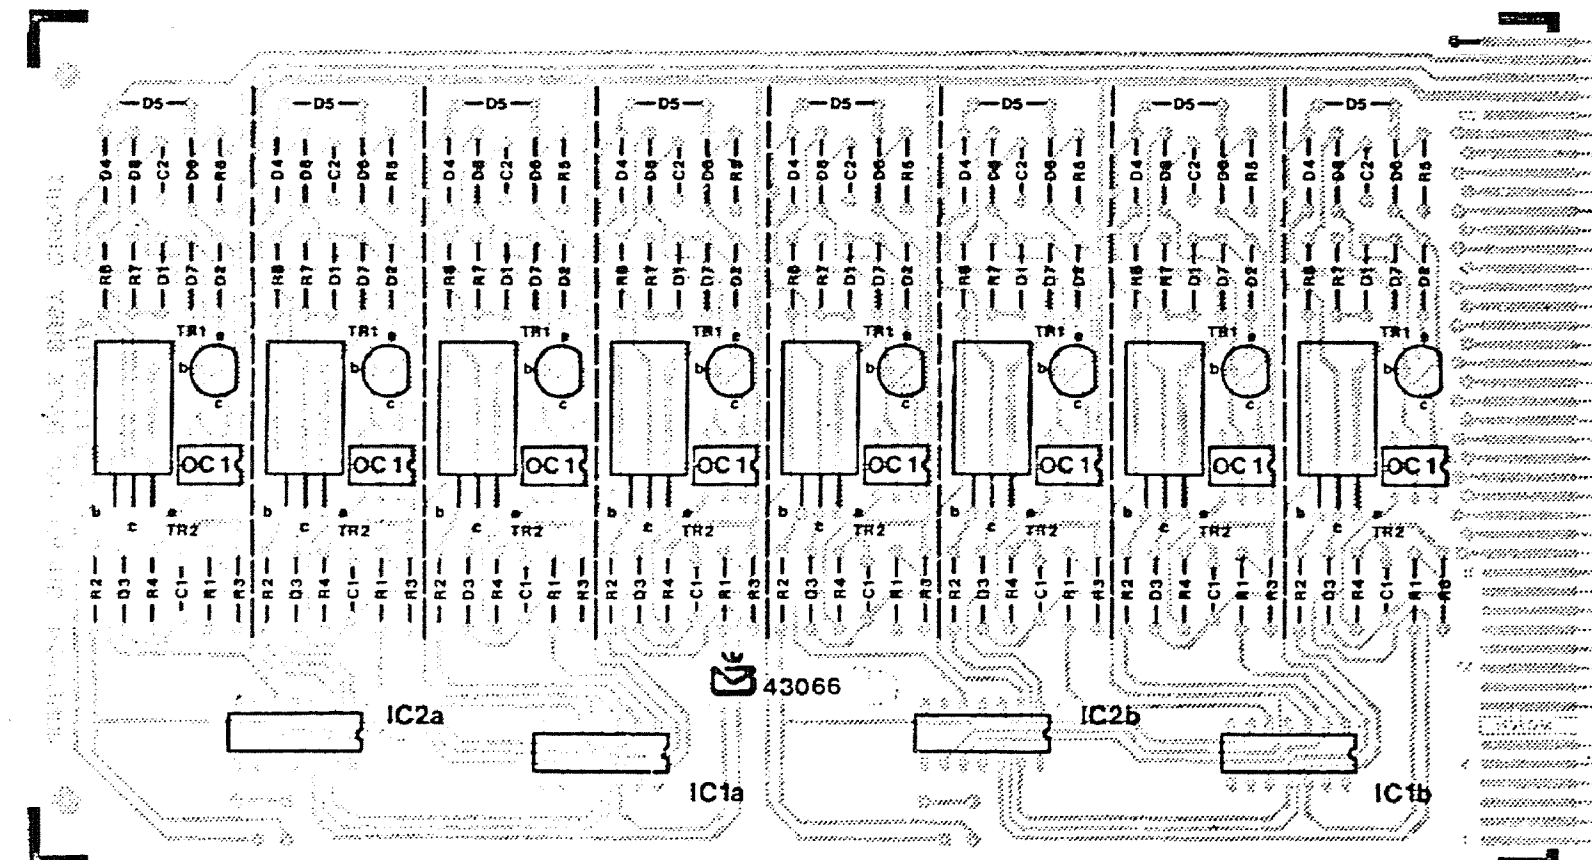 6
D5 D5 D5 D5 D5 D5 D5 D5
D4 D8 C2 D6 R5 D4 D8 C2 D6 R5 D4 D8 C2 D6 R5 D4 D8 C2 D6 R5 D4 D8 C2 D6 R5 D4 D8 C2 D6 R5 D4 D8 C2 D6 R5 D4 D8 C2 D6 R5
R6 R7 D1 D7 D2 R6 R7 D1 D7 D2 R6 R7 D1 D7 D2 R6 R7 D1 D7 D2 R6 R7 D1 D7 D2 R6 R7 D1 D7 D2 R6 R7 D1 D7 D2 R6 R7 D1 D7 D2
TR1 TR1 TR1 TR1 TR1 TR1 TR1 TR1
e e e e e e e e
b b b b b b b b
c c c c c c c c
OC1 OC1 OC1 OC1 OC1 OC1 OC1 OC1
b e b e b e b e b e b e b e b e
c TR2 c TR2 c TR2 c TR2 c TR2 c TR2 c TR2 c TR2
R2 D3 R4 C1 R1 R3 R2 D3 R4 C1 R1 R3 R2 D3 R4 C1 R1 R3 R2 D3 R4 C1 R1 R3 R2 D3 R4 C1 R1 R3 R2 D3 R4 C1 R1 R3 R2 D3 R4 C1 R1 R3 R2 D3 R4 C1 R1 R3
43066
IC2a IC2b
IC1a IC1b